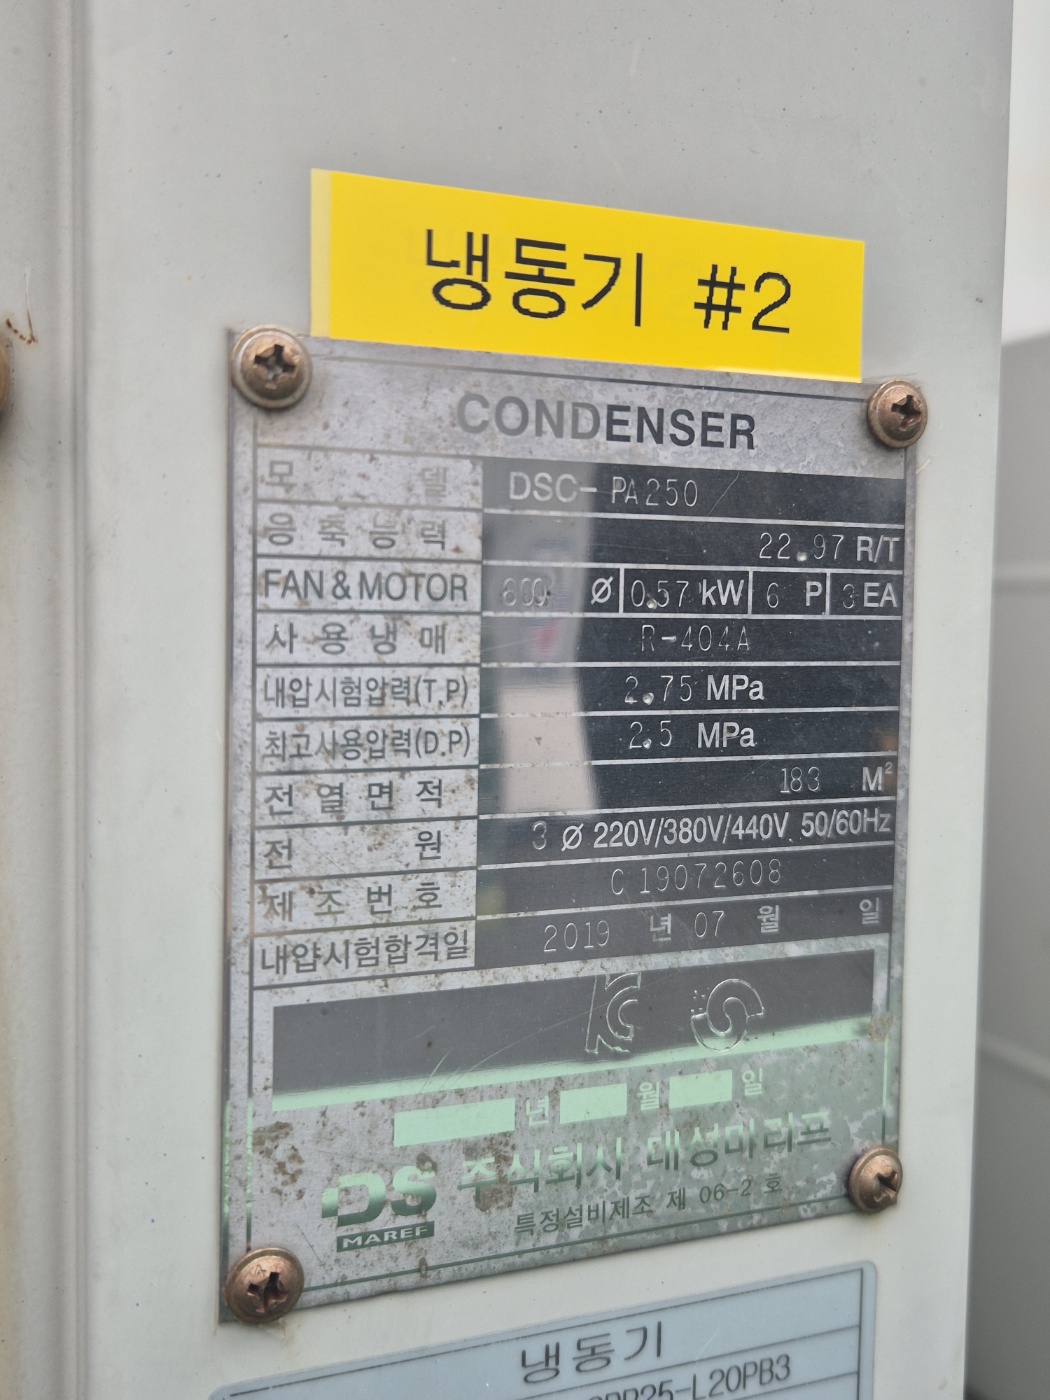 냉동기 #2
CONDENSER
모 델 DSC-PA250
응축능력 22.97 R/T
FAN & MOTOR 600 Ø 0.57 kW 6 P 3 EA
사용냉매 R-404A
내압시험압력(T.P) 2.75 MPa
최고사용압력(D.P) 2.5 MPa
전열면적 183 M²
전 원 3 Ø 220V/380V/440V 50/60Hz
제조번호 C19072608
내압시험합격일 2019 년 07 월 일
년 월 일
DS MAREF 주식회사 대성마리프
특정설비제조 제 06-2 호
냉동기
25-L20PB3